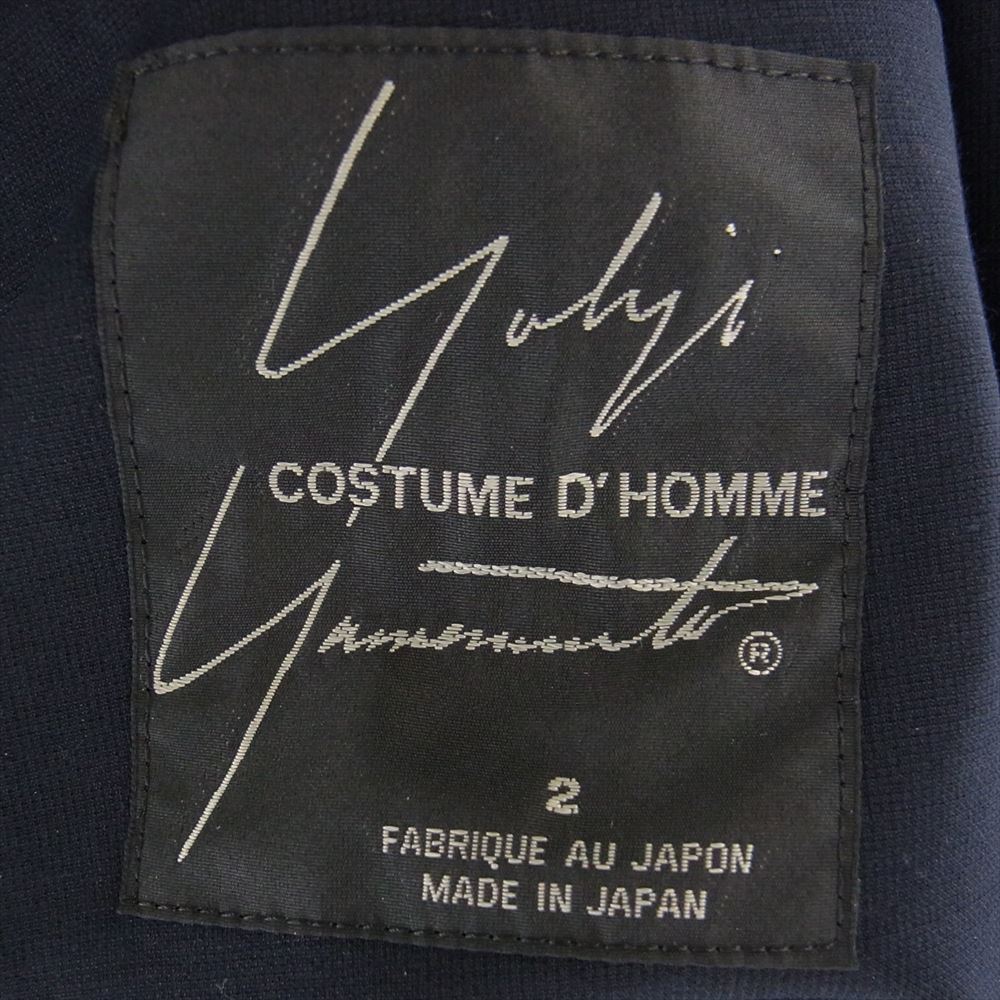 Yohji
COSTUME D'HOMME
Yamamoto ®
2
FABRIQUE AU JAPON
MADE IN JAPAN